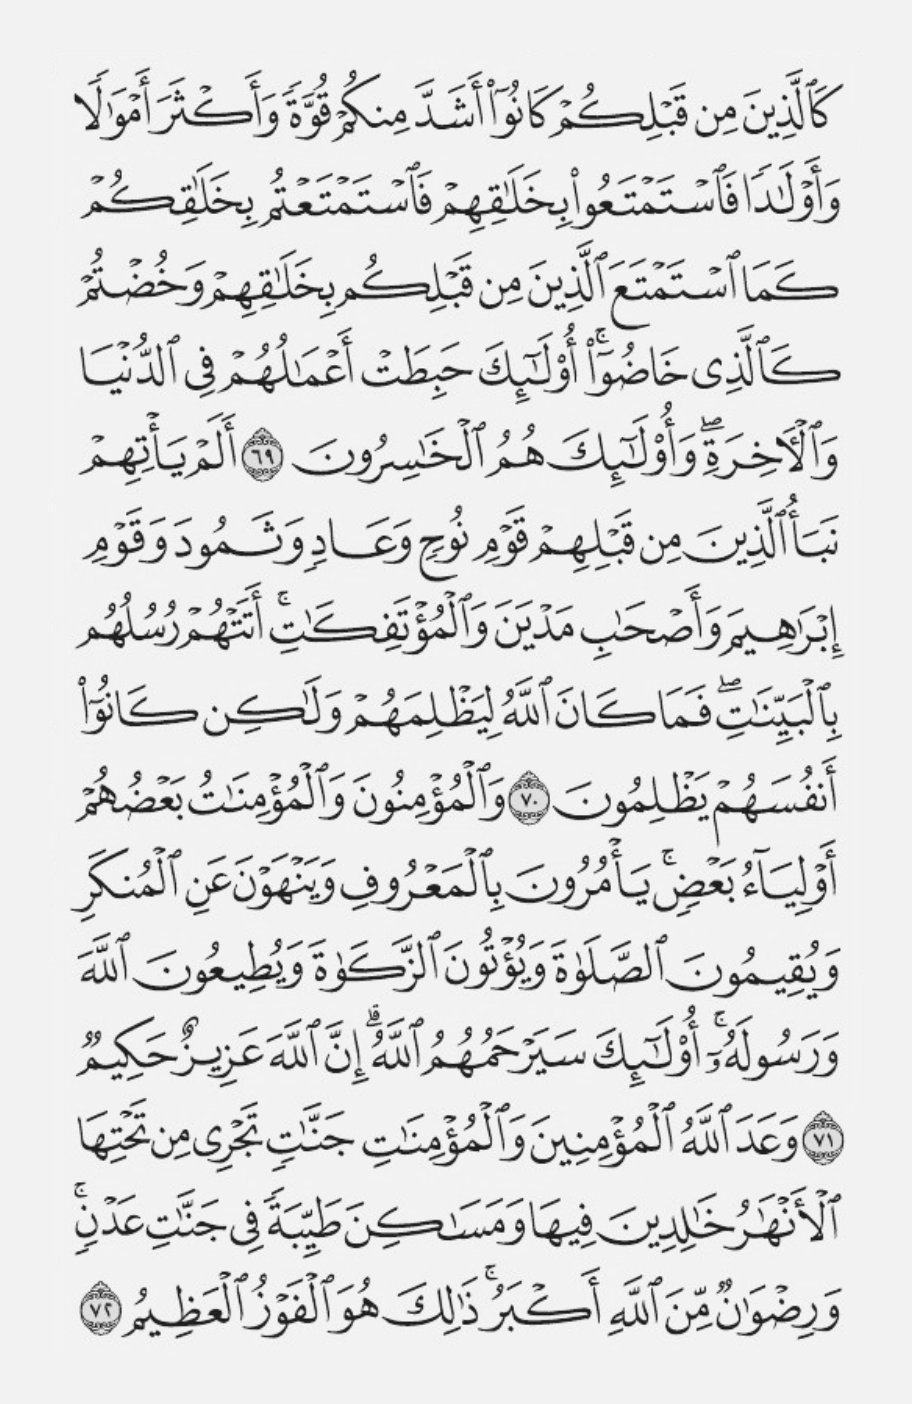 كَٱلَّذِينَ مِن قَبۡلِكُمۡ كَانُوٓاْ أَشَدَّ مِنكُمۡ قُوَّةٗ وَأَكۡثَرَ أَمۡوَٰلٗا
وَأَوۡلَٰدٗا فَٱسۡتَمۡتَعُواْ بِخَلَٰقِهِمۡ فَٱسۡتَمۡتَعۡتُم بِخَلَٰقِكُمۡ
كَمَا ٱسۡتَمۡتَعَ ٱلَّذِينَ مِن قَبۡلِكُم بِخَلَٰقِهِمۡ وَخُضۡتُمۡ
كَٱلَّذِي خَاضُوٓاْۚ أُوْلَٰٓئِكَ حَبِطَتۡ أَعۡمَٰلُهُمۡ فِي ٱلدُّنۡيَا
وَٱلۡأٓخِرَةِۖ وَأُوْلَٰٓئِكَ هُمُ ٱلۡخَٰسِرُونَ ٦٩ أَلَمۡ يَأۡتِهِمۡ
نَبَأُ ٱلَّذِينَ مِن قَبۡلِهِمۡ قَوۡمِ نُوحٖ وَعَادٖ وَثَمُودَ وَقَوۡمِ
إِبۡرَٰهِيمَ وَأَصۡحَٰبِ مَدۡيَنَ وَٱلۡمُؤۡتَفِكَٰتِۚ أَتَتۡهُمۡ رُسُلُهُم
بِٱلۡبَيِّنَٰتِۖ فَمَا كَانَ ٱللَّهُ لِيَظۡلِمَهُمۡ وَلَٰكِن كَانُوٓاْ
أَنفُسَهُمۡ يَظۡلِمُونَ ٧٠ وَٱلۡمُؤۡمِنُونَ وَٱلۡمُؤۡمِنَٰتُ بَعۡضُهُمۡ
أَوۡلِيَآءُ بَعۡضٖۚ يَأۡمُرُونَ بِٱلۡمَعۡرُوفِ وَيَنۡهَوۡنَ عَنِ ٱلۡمُنكَرِ
وَيُقِيمُونَ ٱلصَّلَوٰةَ وَيُؤۡتُونَ ٱلزَّكَوٰةَ وَيُطِيعُونَ ٱللَّهَ
وَرَسُولَهُۥٓۚ أُوْلَٰٓئِكَ سَيَرۡحَمُهُمُ ٱللَّهُۗ إِنَّ ٱللَّهَ عَزِيزٌ حَكِيمٞ
٧١ وَعَدَ ٱللَّهُ ٱلۡمُؤۡمِنِينَ وَٱلۡمُؤۡمِنَٰتِ جَنَّٰتٖ تَجۡرِي مِن تَحۡتِهَا
ٱلۡأَنۡهَٰرُ خَٰلِدِينَ فِيهَا وَمَسَٰكِنَ طَيِّبَةٗ فِي جَنَّٰتِ عَدۡنٖۚ
وَرِضۡوَٰنٞ مِّنَ ٱللَّهِ أَكۡبَرُۚ ذَٰلِكَ هُوَ ٱلۡفَوۡزُ ٱلۡعَظِيمُ ٧٢